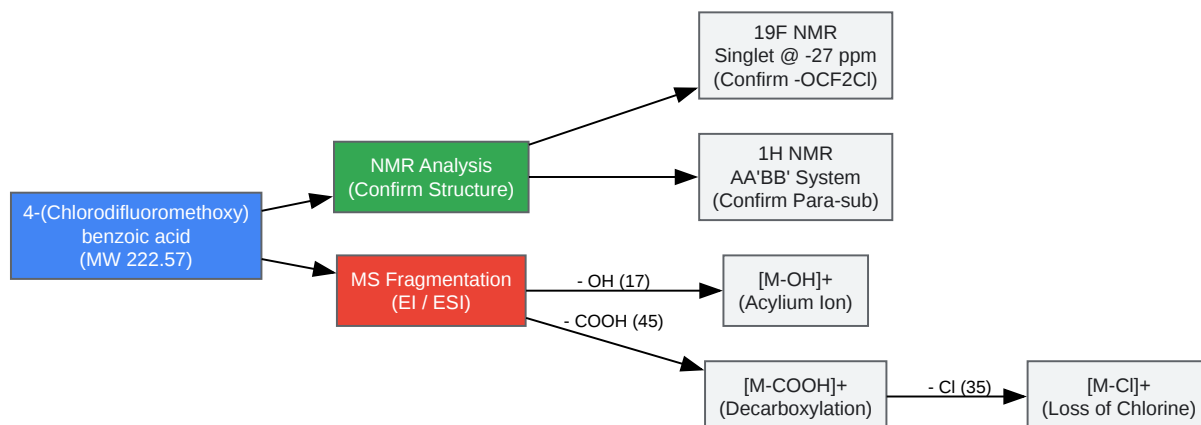 19F NMR
Singlet @ -27 ppm
(Confirm -OCF2Cl)
NMR Analysis
(Confirm Structure)
1H NMR
AA'BB' System
(Confirm Para-sub)
4-(Chlorodifluoromethoxy)
benzoic acid
(MW 222.57)
MS Fragmentation
(EI / ESI)
- OH (17)
[M-OH]+
(Acylium Ion)
- COOH (45)
[M-COOH]+
(Decarboxylation)
- Cl (35)
[M-Cl]+
(Loss of Chlorine)